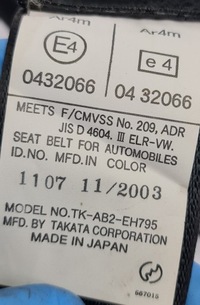 Ar4m
Ar4m
E4
e4
0432066
04 32066
MEETS F/CMVSS No. 209, ADR
JIS D 4604. III ELR-VW.
SEAT BELT FOR AUTOMOBILES
ID.NO. MFD.IN COLOR
1107 11/2003
MODEL NO.TK-AB2-EH795
MFD. BY TAKATA CORPORATION
MADE IN JAPAN
607015